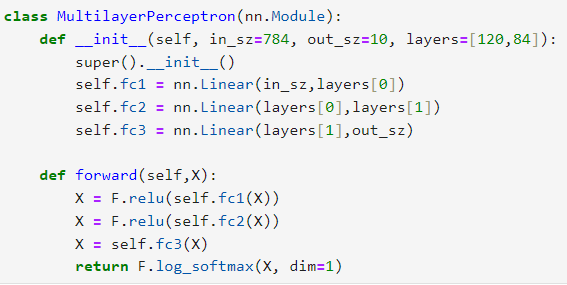 class MultilayerPerceptron(nn.Module):
    def __init__(self, in_sz=784, out_sz=10, layers=[120,84]):
        super().__init__()
        self.fc1 = nn.Linear(in_sz,layers[0])
        self.fc2 = nn.Linear(layers[0],layers[1])
        self.fc3 = nn.Linear(layers[1],out_sz)

    def forward(self,X):
        X = F.relu(self.fc1(X))
        X = F.relu(self.fc2(X))
        X = self.fc3(X)
        return F.log_softmax(X, dim=1)